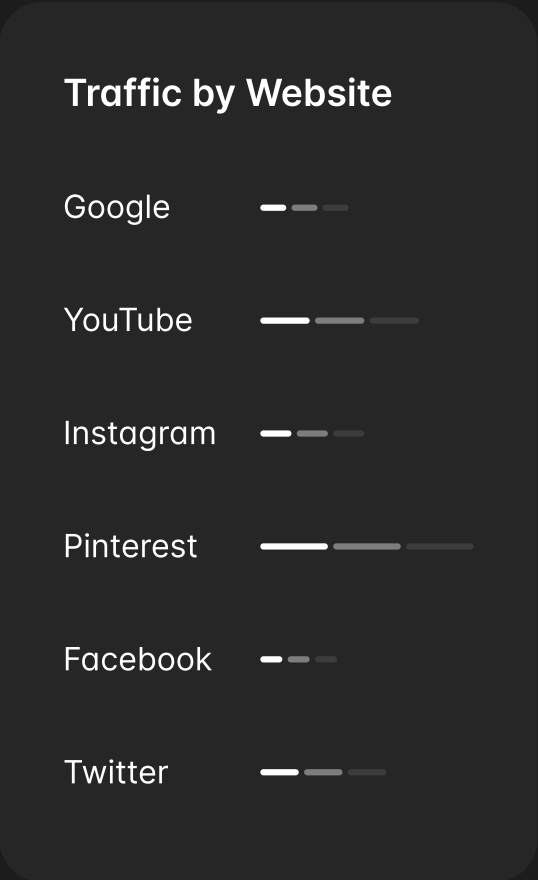 Traffic by Website
Google
YouTube
Instagram
Pinterest
Facebook
Twitter